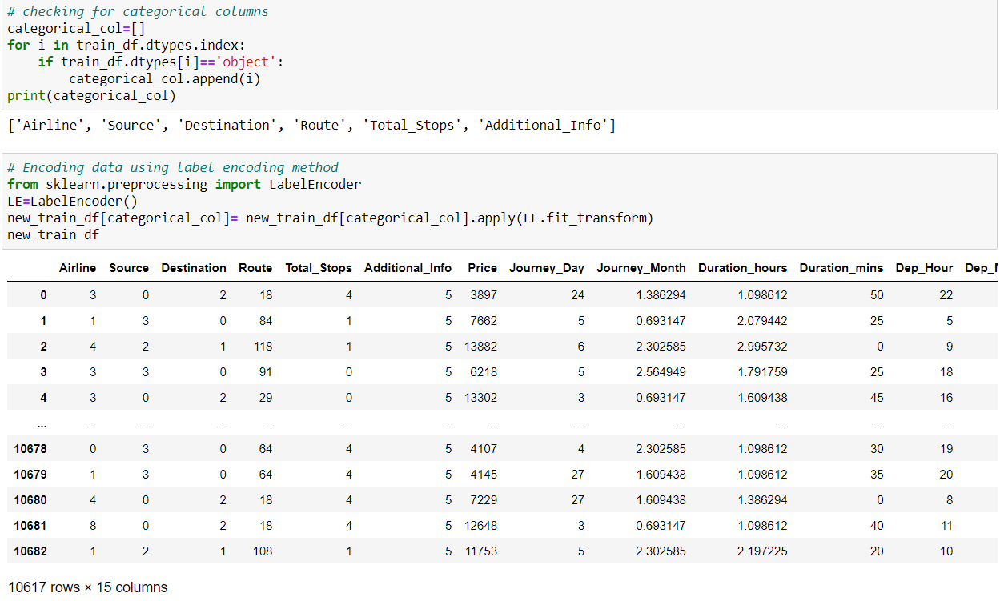 # checking for categorical columns
categorical_col=[]
for i in train_df.dtypes.index:
    if train_df.dtypes[i]=='object':
        categorical_col.append(i)
print(categorical_col)
['Airline', 'Source', 'Destination', 'Route', 'Total_Stops', 'Additional_Info']
# Encoding data using label encoding method
from sklearn.preprocessing import LabelEncoder
LE=LabelEncoder()
new_train_df[categorical_col]= new_train_df[categorical_col].apply(LE.fit_transform)
new_train_df
Airline Source Destination Route Total_Stops Additional_Info Price Journey_Day Journey_Month Duration_hours Duration_mins Dep_Hour Dep_
0 3 0 2 18 4 5 3897 24 1.386294 1.098612 50 22
1 1 3 0 84 1 5 7662 5 0.693147 2.079442 25 5
2 4 2 1 118 1 5 13882 6 2.302585 2.995732 0 9
3 3 3 0 91 0 5 6218 5 2.564949 1.791759 25 18
4 3 0 2 29 0 5 13302 3 0.693147 1.609438 45 16
... ... ... ... ... ... ... ... ... ... ... ... ...
10678 0 3 0 64 4 5 4107 4 2.302585 1.098612 30 19
10679 1 3 0 64 4 5 4145 27 1.609438 1.098612 35 20
10680 4 0 2 18 4 5 7229 27 1.609438 1.386294 0 8
10681 8 0 2 18 4 5 12648 3 0.693147 1.098612 40 11
10682 1 2 1 108 1 5 11753 5 2.302585 2.197225 20 10
10617 rows × 15 columns